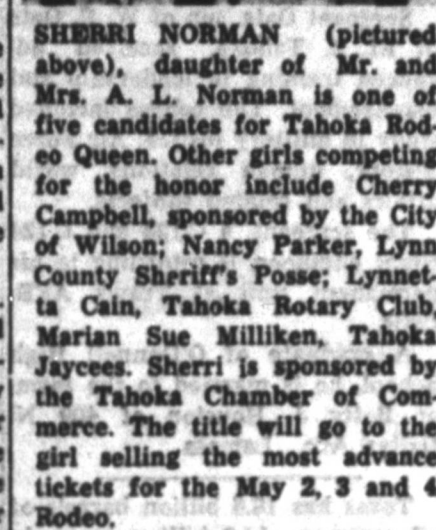 SHERRI NORMAN (pictured
above), daughter of Mr. and
Mrs. A. L. Norman is one of
five candidates for Tahoka Rod-
eo Queen. Other girls competing
for the honor include Cherry
Campbell, sponsored by the City
of Wilson; Nancy Parker, Lynn
County Sheriff's Posse; Lynnet-
ta Cain, Tahoka Rotary Club,
Marian Sue Milliken, Tahoka
Jaycees. Sherri is sponsored by
the Tahoka Chamber of Com-
merce. The title will go to the
girl selling the most advance
tickets for the May 2, 3 and 4
Rodeo.